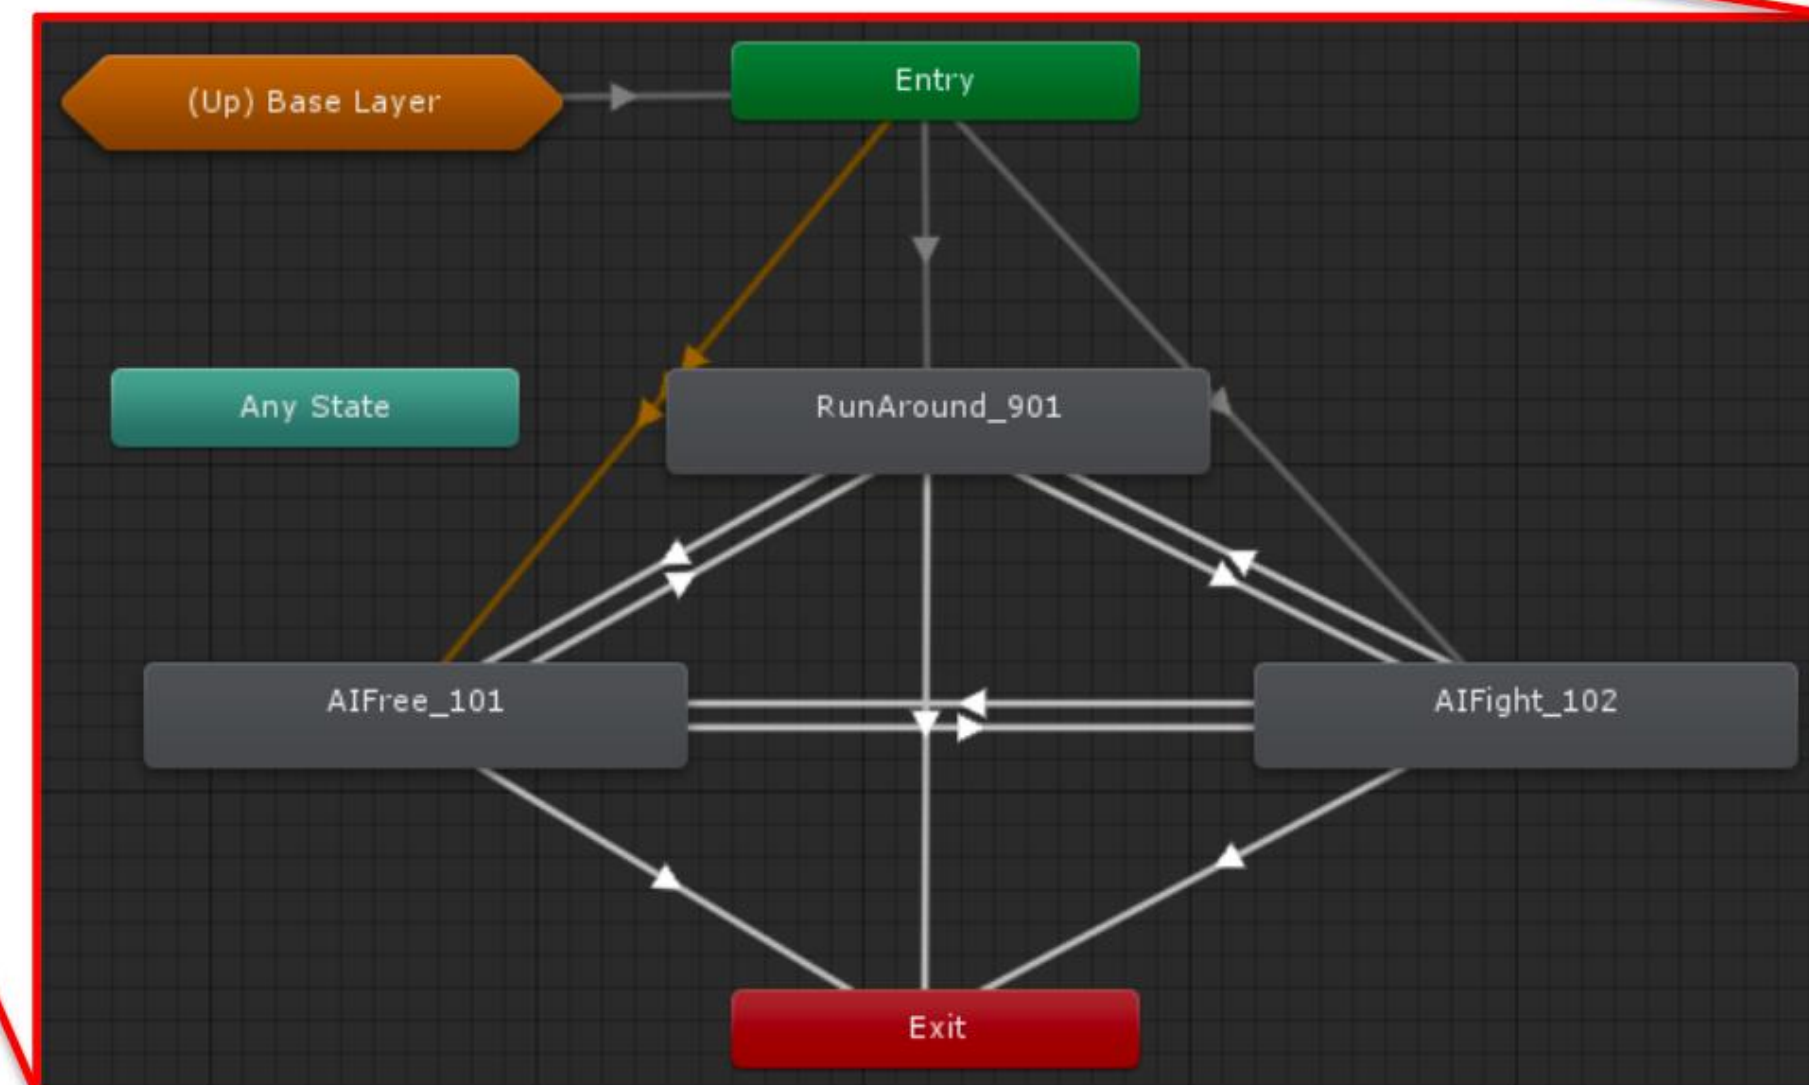 (Up) Base Layer
Entry
Any State
RunAround_901
AIFree_101
AIFight_102
Exit